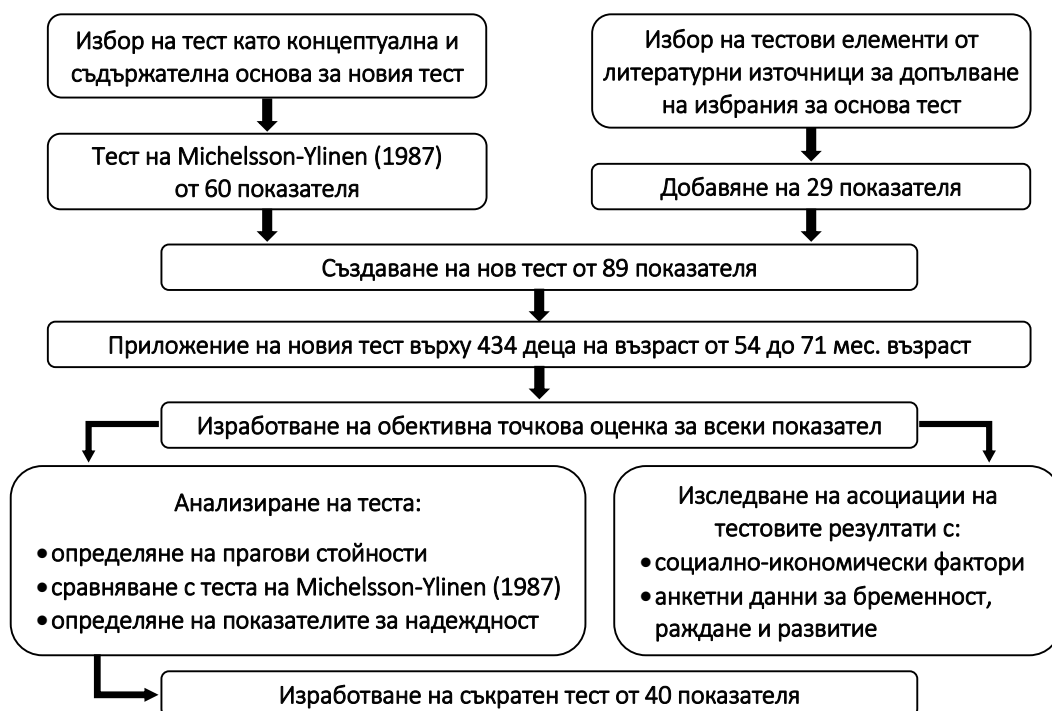 Избор на тест като концептуална и
съдържателна основа за новия тест
Избор на тестови елементи от
литературни източници за допълване
на избрания за основа тест
Тест на Michelsson-Ylinen (1987)
от 60 показателя
Добавяне на 29 показателя
Създаване на нов тест от 89 показателя
Приложение на новия тест върху 434 деца на възраст от 54 до 71 мес. възраст
Изработване на обективна точкова оценка за всеки показател
Анализиране на теста:
•определяне на прагови стойности
•сравняване с теста на Michelsson-Ylinen (1987)
•определяне на показателите за надеждност
Изследване на асоциации на
тестовите резултати с:
•социално-икономически фактори
•анкетни данни за бременност,
раждане и развитие
Изработване на съкратен тест от 40 показателя